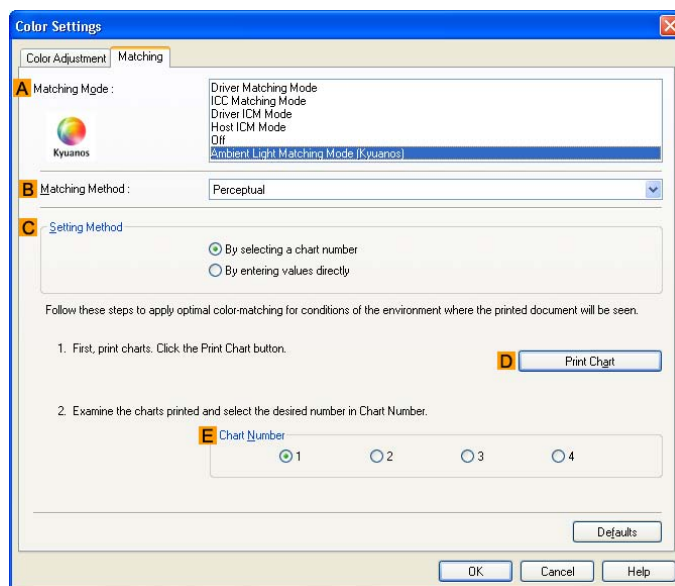 Color Settings
Color Adjustment Matching
A Matching Mode :
Driver Matching Mode
ICC Matching Mode
Driver ICM Mode
Host ICM Mode
Off
Ambient Light Matching Mode (Kyuanos)
Kyuanos
B Matching Method : Perceptual
C Setting Method
By selecting a chart number
By entering values directly
Follow these steps to apply optimal color-matching for conditions of the environment where the printed document will be seen.
1. First, print charts. Click the Print Chart button.
D Print Chart
2. Examine the charts printed and select the desired number in Chart Number.
E Chart Number
1 2 3 4
Defaults
OK Cancel Help